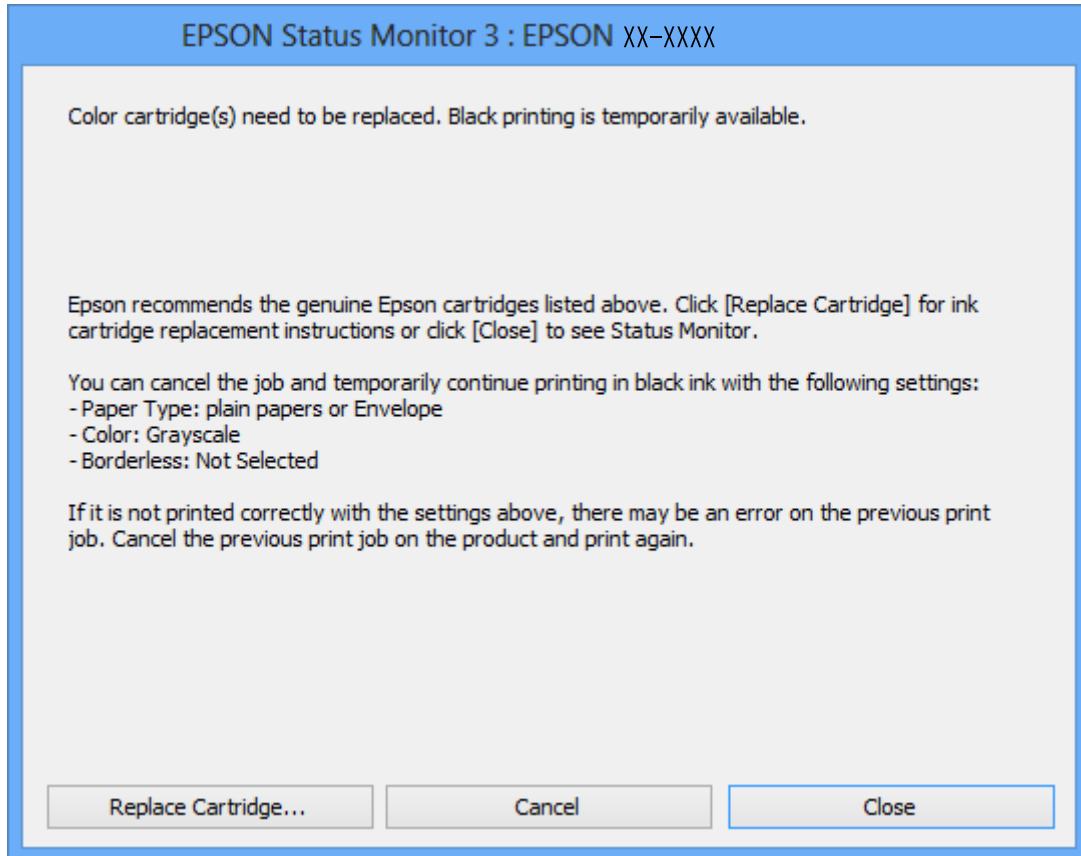 EPSON Status Monitor 3 : EPSON XX-XXXX
Color cartridge(s) need to be replaced. Black printing is temporarily available.
Epson recommends the genuine Epson cartridges listed above. Click [Replace Cartridge] for ink
cartridge replacement instructions or click [Close] to see Status Monitor.
You can cancel the job and temporarily continue printing in black ink with the following settings:
- Paper Type: plain papers or Envelope
- Color: Grayscale
- Borderless: Not Selected
If it is not printed correctly with the settings above, there may be an error on the previous print
job. Cancel the previous print job on the product and print again.
Replace Cartridge... Cancel Close